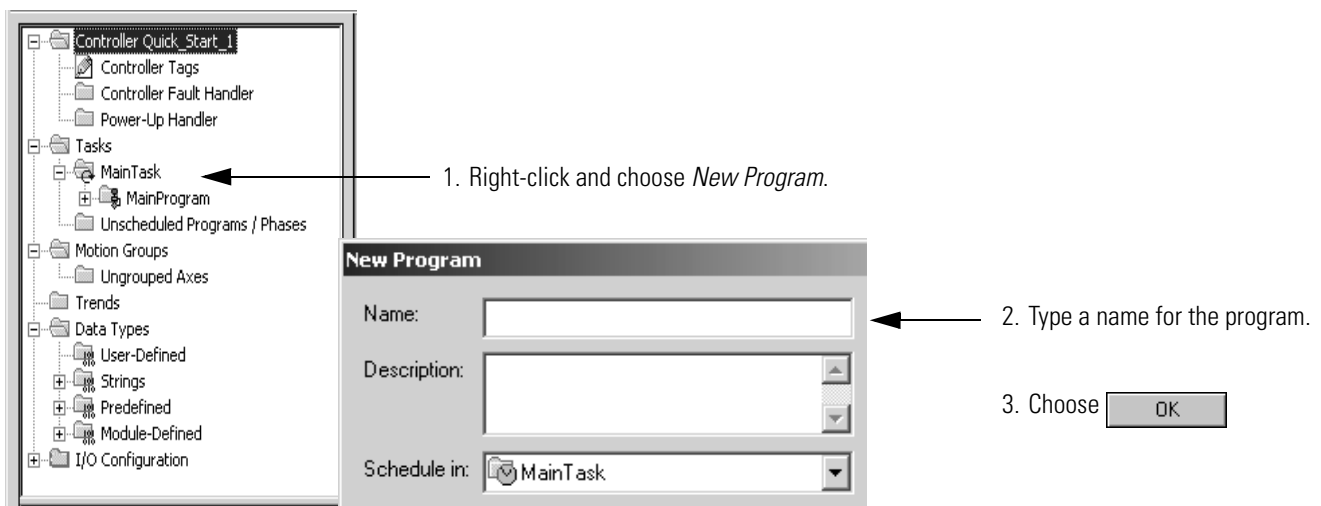 Controller Quick_Start_1
Controller Tags
Controller Fault Handler
Power-Up Handler
Tasks
MainTask
MainProgram
Unscheduled Programs / Phases
Motion Groups
Ungrouped Axes
Trends
Data Types
User-Defined
Strings
Predefined
Module-Defined
I/O Configuration
1. Right-click and choose New Program.
New Program
Name:
Description:
Schedule in: MainTask
2. Type a name for the program.
3. Choose OK